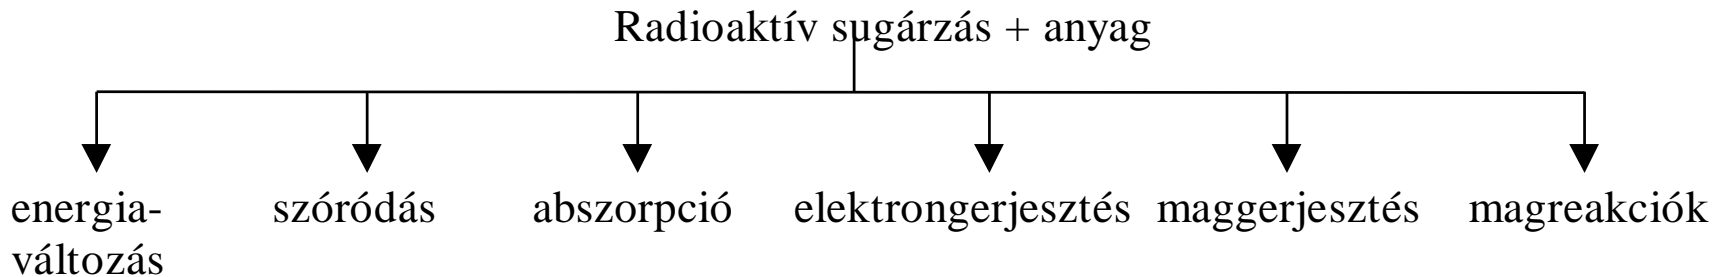 Radioaktív sugárzás + anyag
energia- szóródás abszorpció elektrongerjesztés maggerjesztés magreakciók
változás